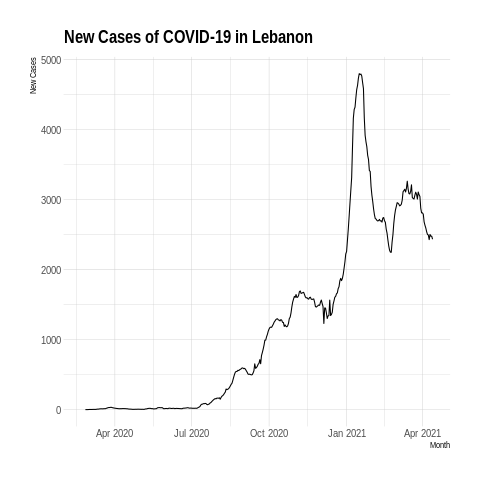 New Cases of COVID-19 in Lebanon
New Cases
5000
4000
3000
2000
1000
0
Apr 2020 Jul 2020 Oct 2020 Jan 2021 Apr 2021
Month